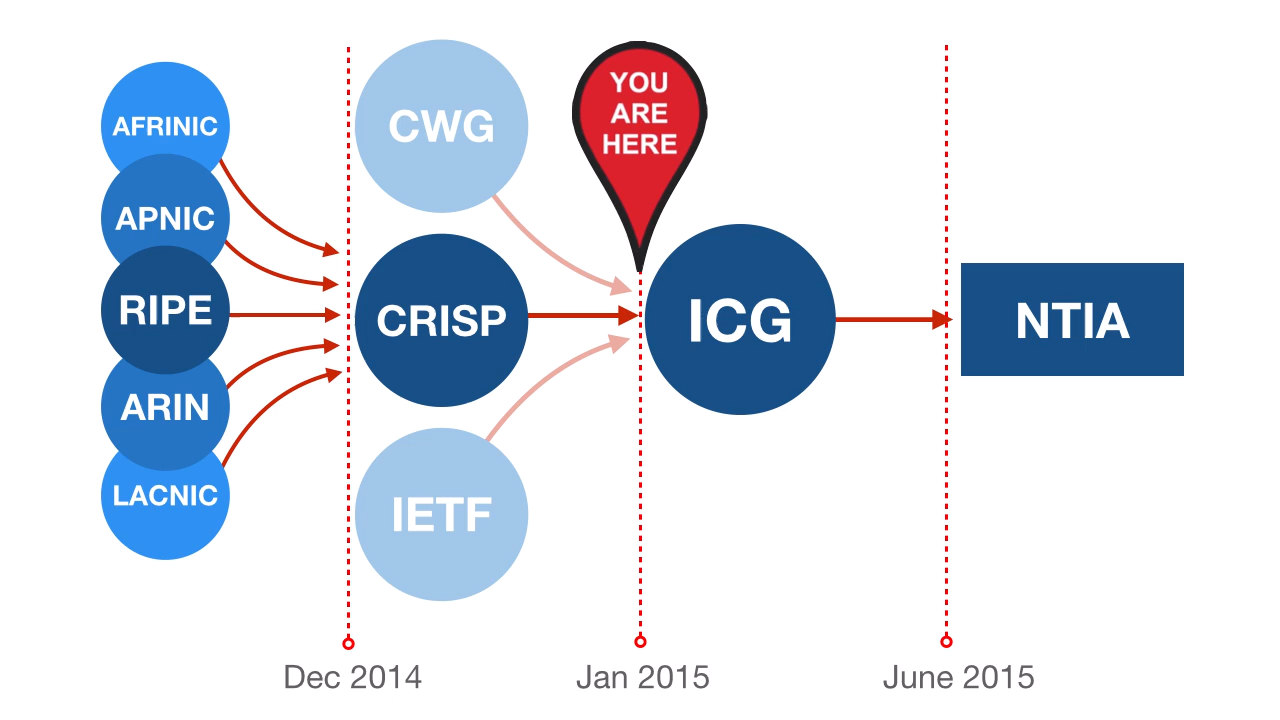 AFRINIC
APNIC
RIPE
ARIN
LACNIC
CWG
CRISP
IETF
YOU
ARE
HERE
ICG
NTIA
Dec 2014
Jan 2015
June 2015